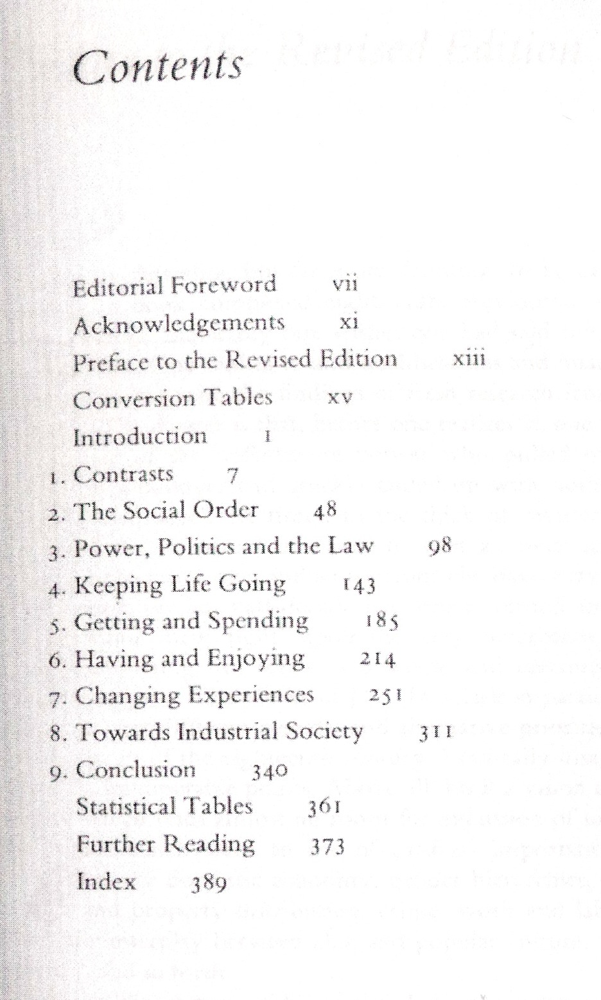 Contents
Editorial Foreword vii
Acknowledgements xi
Preface to the Revised Edition xiii
Conversion Tables xv
Introduction 1
1. Contrasts 7
2. The Social Order 48
3. Power, Politics and the Law 98
4. Keeping Life Going 143
5. Getting and Spending 185
6. Having and Enjoying 214
7. Changing Experiences 251
8. Towards Industrial Society 311
9. Conclusion 340
Statistical Tables 361
Further Reading 373
Index 389